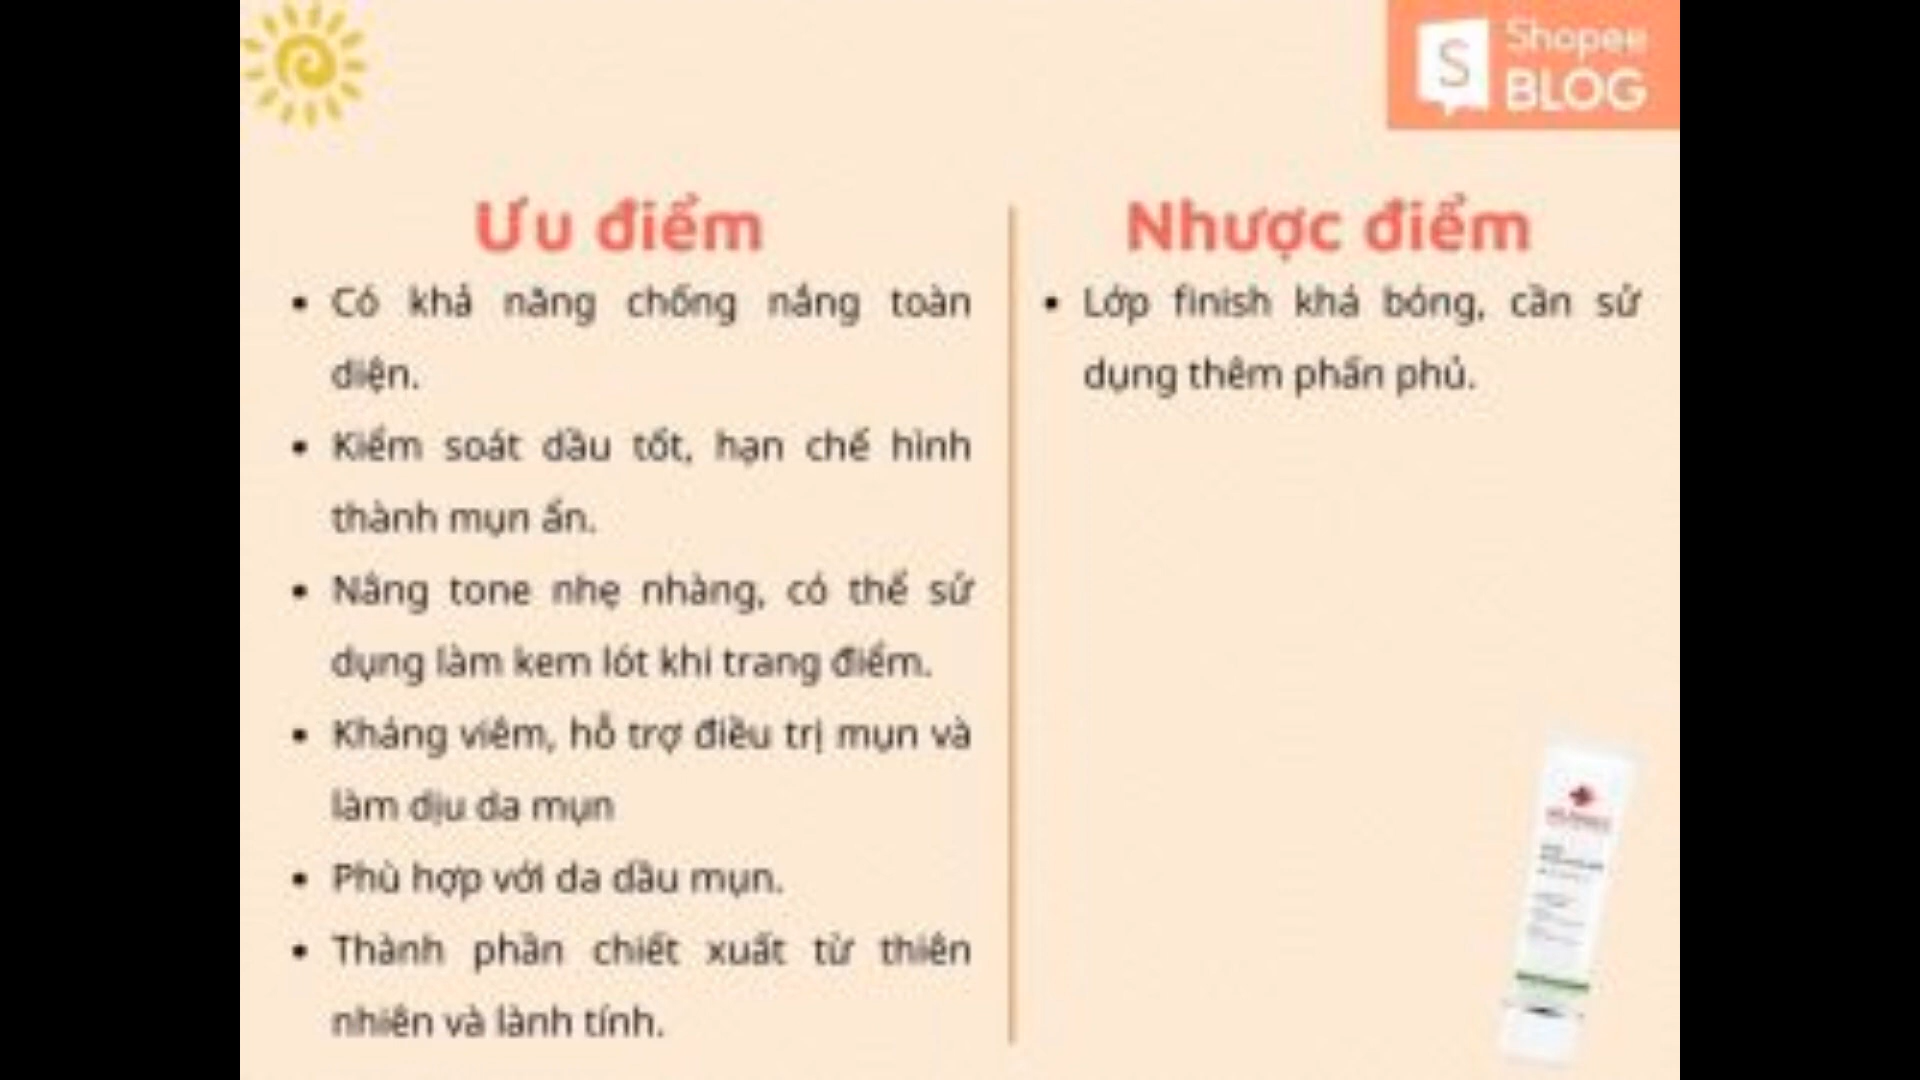 Shopee
BLOG
Ưu điểm
Có khả năng chống nắng toàn
diện.
Kiểm soát dầu tốt, hạn chế hình
thành mụn ẩn.
Nâng tone nhẹ nhàng, có thể sử
dụng làm kem lót khi trang điểm.
Kháng viêm, hỗ trợ điều trị mụn và
làm dịu da mụn
Phù hợp với da dầu mụn.
Thành phần chiết xuất từ thiên
nhiên và lành tính.
Nhược điểm
Lớp finish khá bóng, cần sử
dụng thêm phấn phủ.